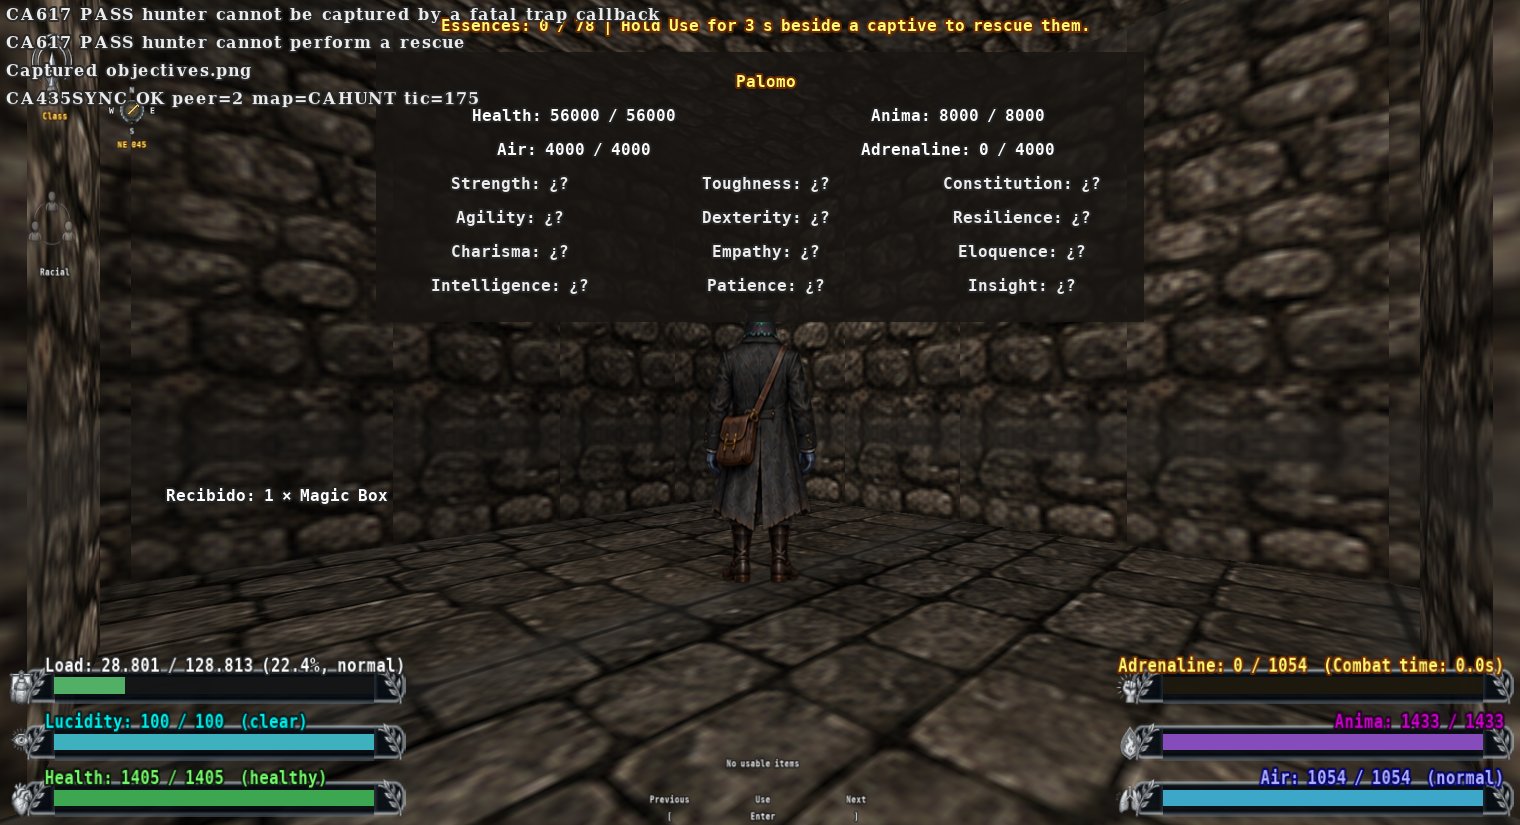 CA617 PASS hunter cannot be captured by a fatal trap callback
Essences: 0 / 78 | Hold Use for 3 s beside a captive to rescue them.
CA617 PASS hunter cannot perform a rescue
Captured objectives.png
CA435SYNC OK peer=2 map=CAHUNT tic=175
Class
N
W E
S
NE 045
Racial
Palomo
Health: 56000 / 56000 Anima: 8000 / 8000
Air: 4000 / 4000 Adrenaline: 0 / 4000
Strength: ¿? Toughness: ¿? Constitution: ¿?
Agility: ¿? Dexterity: ¿? Resilience: ¿?
Charisma: ¿? Empathy: ¿? Eloquence: ¿?
Intelligence: ¿? Patience: ¿? Insight: ¿?
Recibido: 1 × Magic Box
Load: 28.801 / 128.813 (22.4%, normal)
Lucidity: 100 / 100 (clear)
Health: 1405 / 1405 (healthy)
Adrenaline: 0 / 1054 (Combat time: 0.0s)
Anima: 1433 / 1433
Air: 1054 / 1054 (normal)
No usable items
Previous Use Next
[ Enter ]